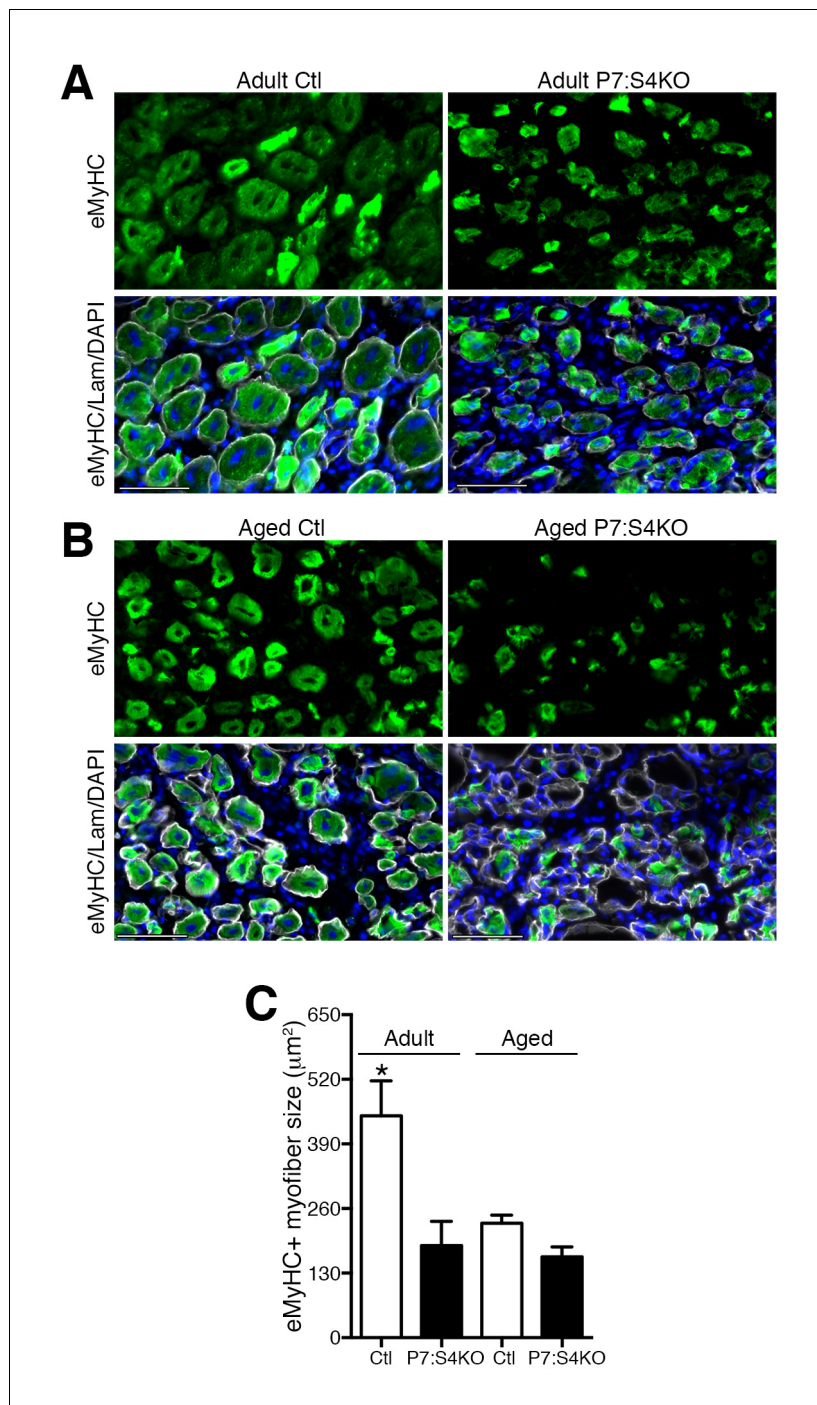 A
Adult Ctl
Adult P7:S4KO
eMyHC
eMyHC/Lam/DAPI
B
Aged Ctl
Aged P7:S4KO
eMyHC
eMyHC/Lam/DAPI
C
eMyHC+ myofiber size (μm²)
650
520
390
260
130
0
Adult
Aged
*
Ctl
P7:S4KO
Ctl
P7:S4KO